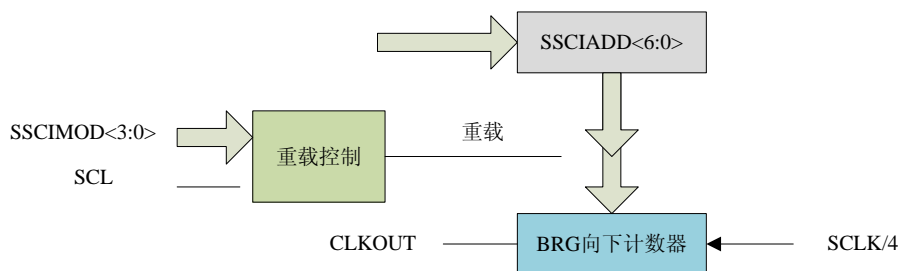 SSCIADD<6:0>
SSCIMOD<3:0>
重载控制
重载
SCL
CLKOUT
BRG向下计数器
SCLK/4